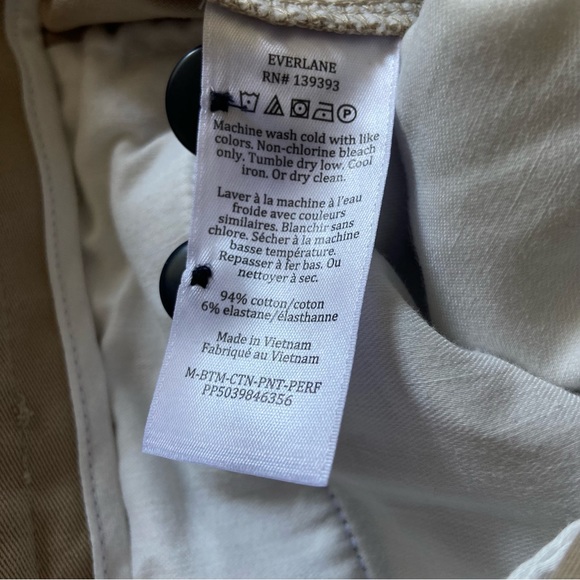 EVERLANE
RN# 139393
P
Machine wash cold with like
colors. Non-chlorine bleach
only. Tumble dry low. Cool
iron. Or dry clean.
Laver à la machine à l'eau
froide avec couleurs
similaires. Blanchir sans
chlore. Sécher à la machine
basse température.
Repasser à fer bas. Ou
nettoyer à sec.
94% cotton/coton
6% elastane/élasthanne
Made in Vietnam
Fabriqué au Vietnam
M-BTM-CTN-PNT-PERF
PP5039846356